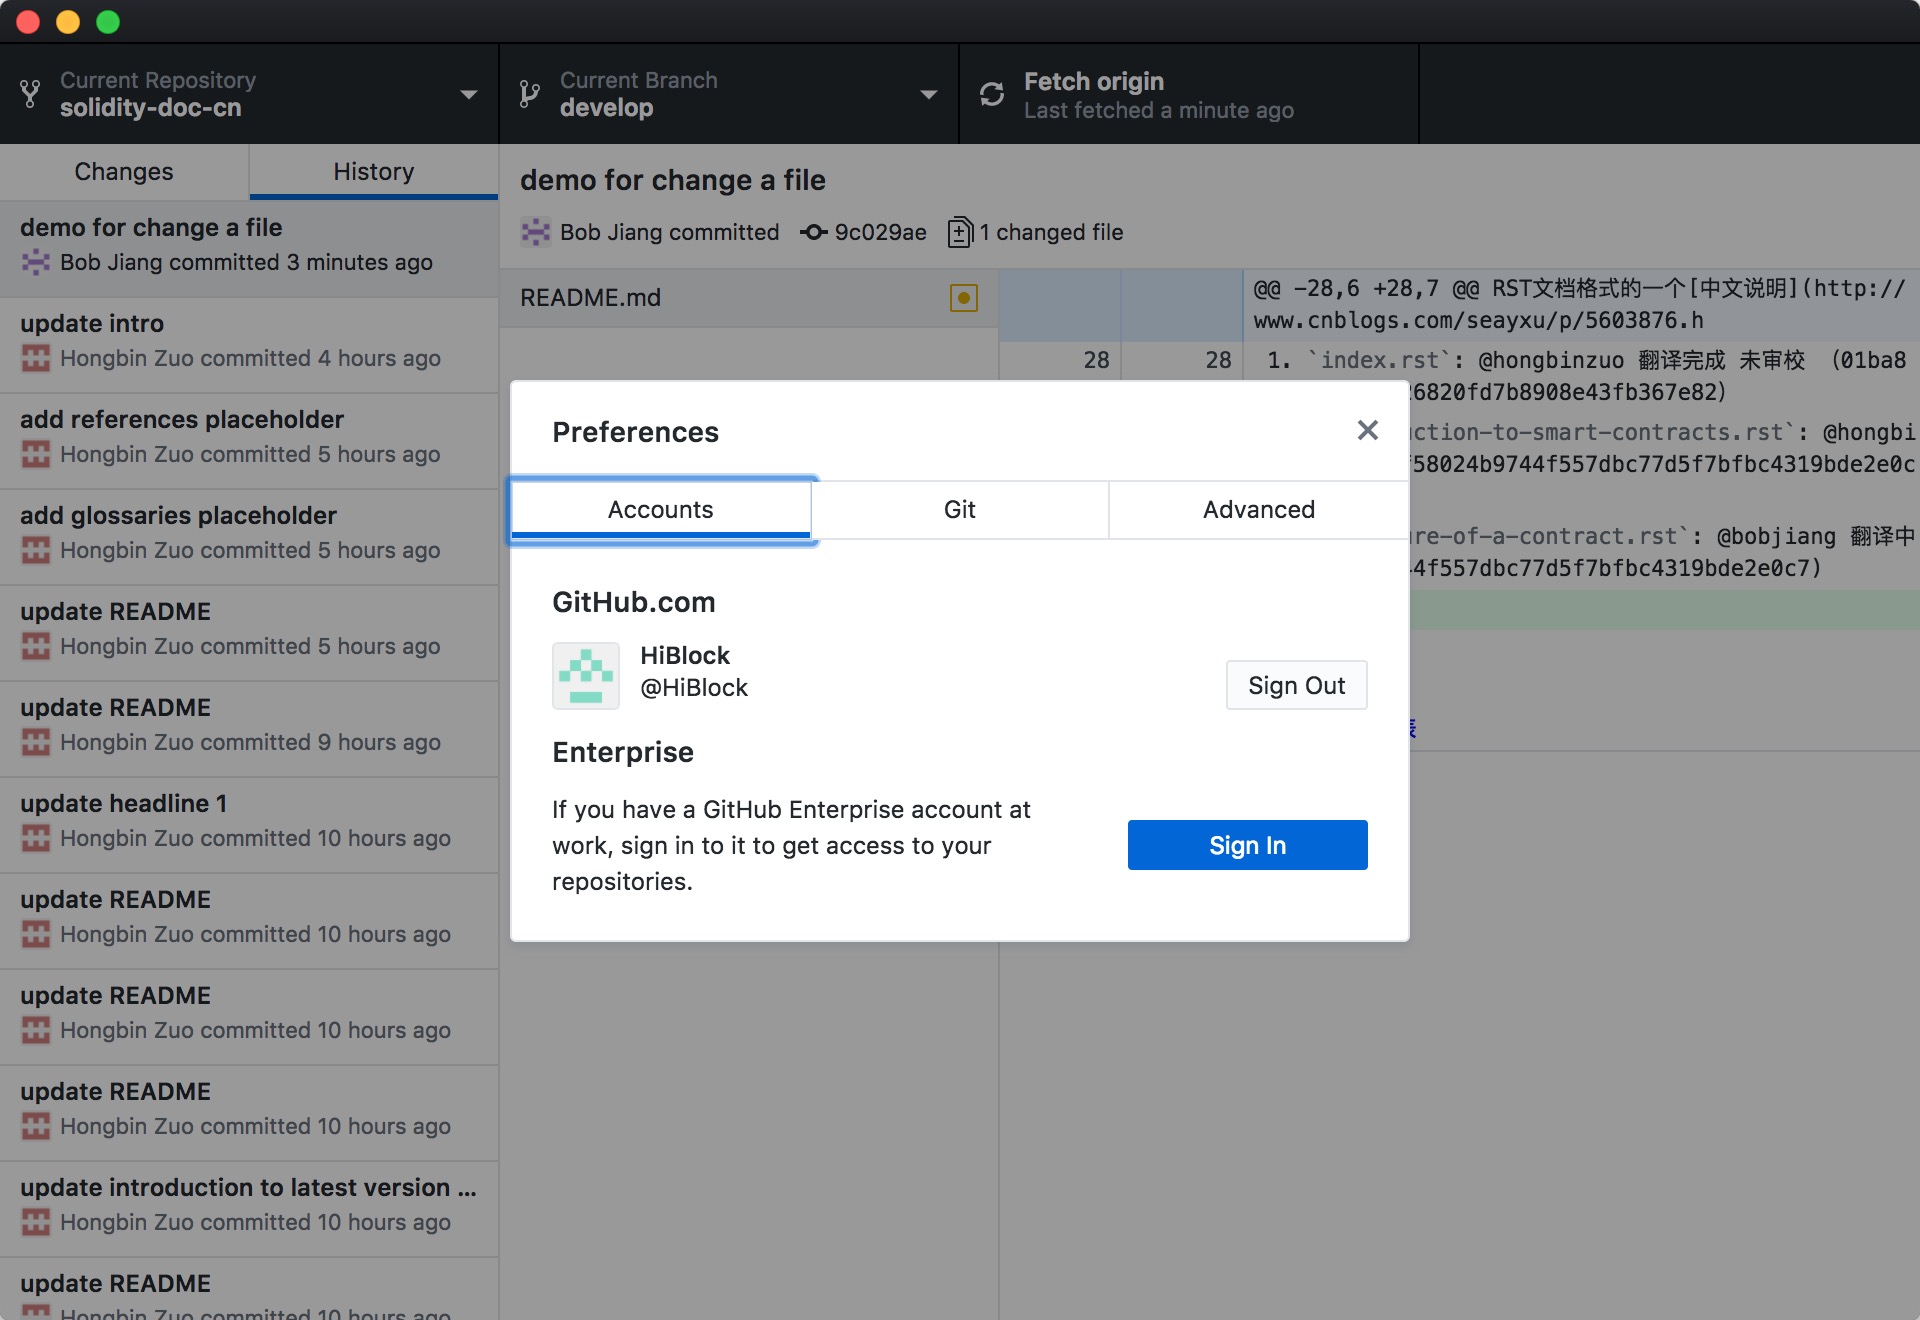 Current Repository
solidity-doc-cn
Current Branch
develop
Fetch origin
Last fetched a minute ago
Changes
History
demo for change a file
Bob Jiang committed 3 minutes ago
update intro
Hongbin Zuo committed 4 hours ago
add references placeholder
Hongbin Zuo committed 5 hours ago
add glossaries placeholder
Hongbin Zuo committed 5 hours ago
update README
Hongbin Zuo committed 5 hours ago
update README
Hongbin Zuo committed 9 hours ago
update headline 1
Hongbin Zuo committed 10 hours ago
update README
Hongbin Zuo committed 10 hours ago
update README
Hongbin Zuo committed 10 hours ago
update README
Hongbin Zuo committed 10 hours ago
update introduction to latest version ...
Hongbin Zuo committed 10 hours ago
update README
Hongbin Zuo committed 10 hours ago
demo for change a file
Bob Jiang committed 9c029ae 1 changed file
README.md
@@ -28,6 +28,7 @@ RST文档格式的一个[中文说明](http://
www.cnblogs.com/seayxu/p/5603876.h
28 28 1. `index.rst`: @hongbinzuo 翻译完成 未审校 (01ba8
26820fd7b8908e43fb367e82)
ction-to-smart-contracts.rst`: @hongbi
f58024b9744f557dbc77d5f7bfbc4319bde2e0c
re-of-a-contract.rst`: @bobjiang 翻译中
44f557dbc77d5f7bfbc4319bde2e0c7)
Preferences
Accounts
Git
Advanced
GitHub.com
HiBlock
@HiBlock
Sign Out
Enterprise
If you have a GitHub Enterprise account at
work, sign in to it to get access to your
repositories.
Sign In